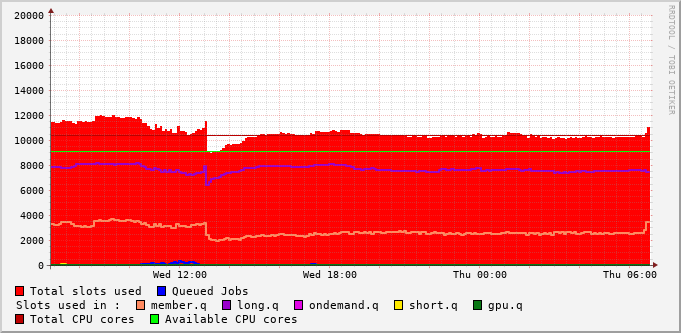 RRDTOOL / TOBI OETIKER
20000
18000
16000
14000
12000
10000
8000
6000
4000
2000
0
Wed 12:00 Wed 18:00 Thu 00:00 Thu 06:00
Total slots used Queued Jobs
Slots used in : member.q long.q ondemand.q short.q gpu.q
Total CPU cores Available CPU cores